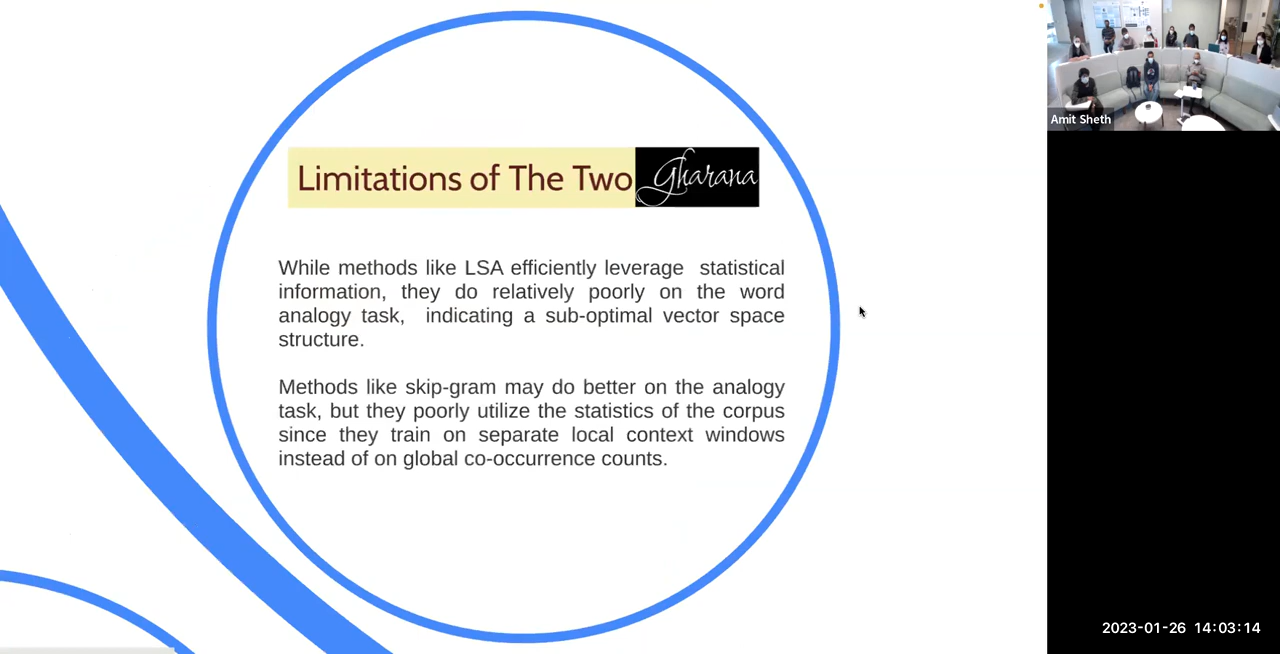 Limitations of The Two Gharana
While methods like LSA efficiently leverage statistical
information, they do relatively poorly on the word
analogy task, indicating a sub-optimal vector space
structure.
Methods like skip-gram may do better on the analogy
task, but they poorly utilize the statistics of the corpus
since they train on separate local context windows
instead of on global co-occurrence counts.
Amit Sheth
2023-01-26 14:03:14